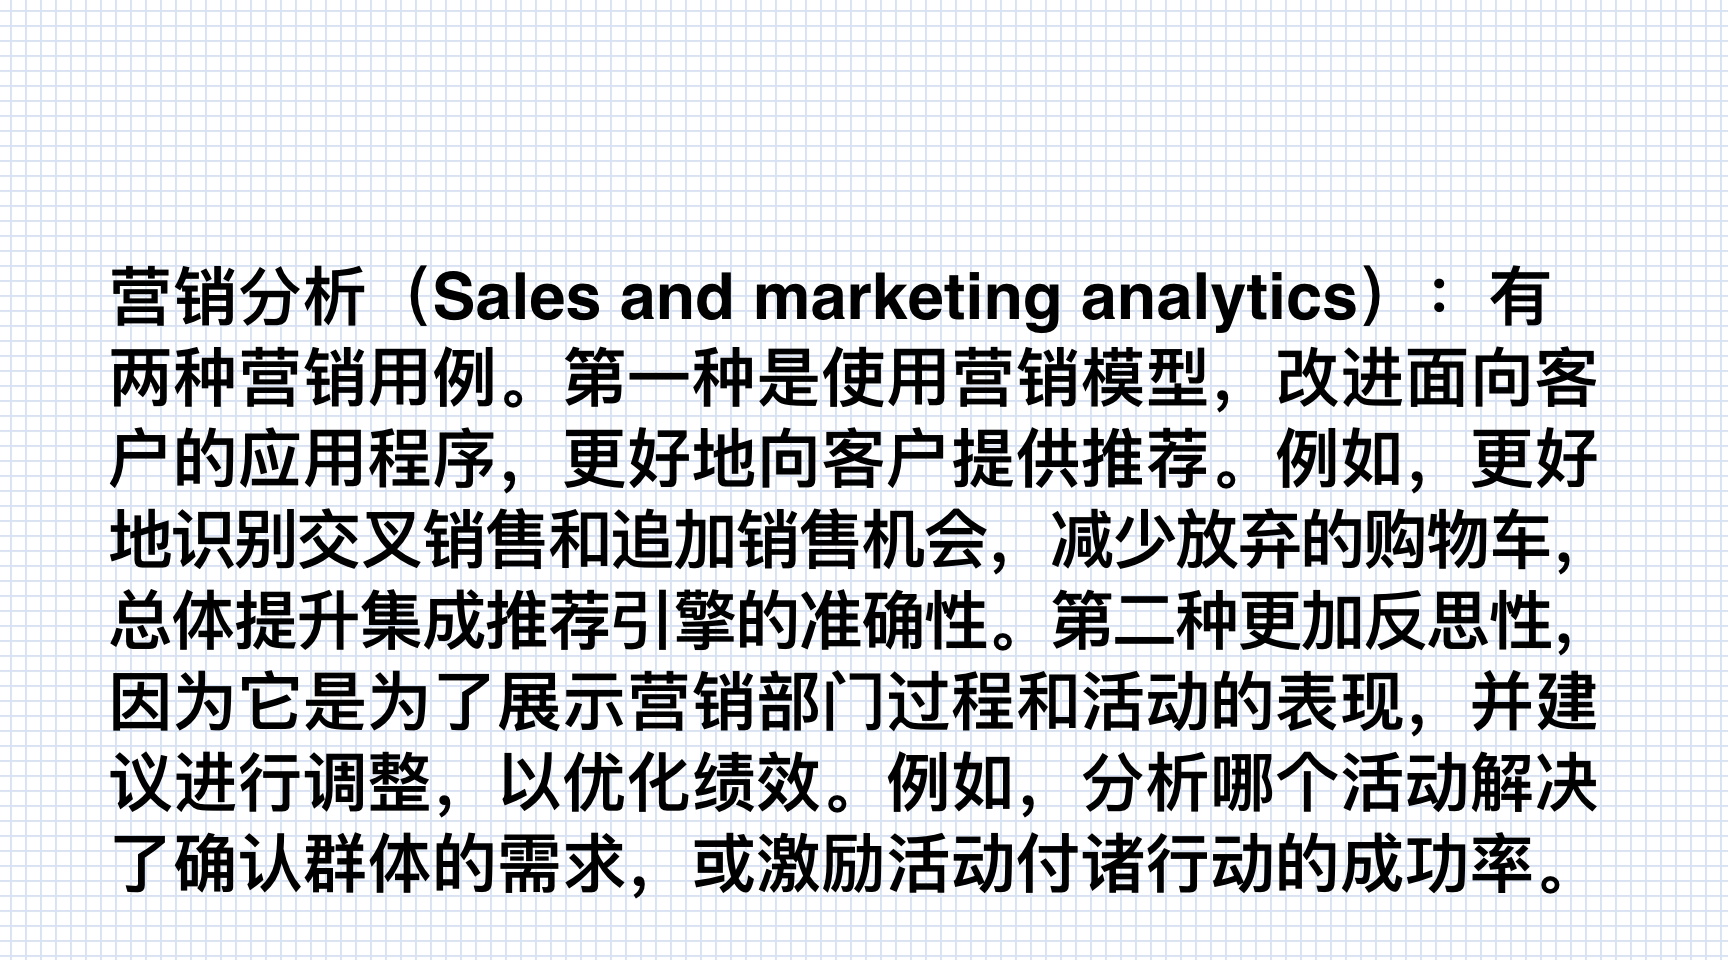 营销分析（Sales and marketing analytics）：有
两种营销用例。第一种是使用营销模型，改进面向客
户的应用程序，更好地向客户提供推荐。例如，更好
地识别交叉销售和追加销售机会，减少放弃的购物车，
总体提升集成推荐引擎的准确性。第二种更加反思性，
因为它是为了展示营销部门过程和活动的表现，并建
议进行调整，以优化绩效。例如，分析哪个活动解决
了确认群体的需求，或激励活动付诸行动的成功率。